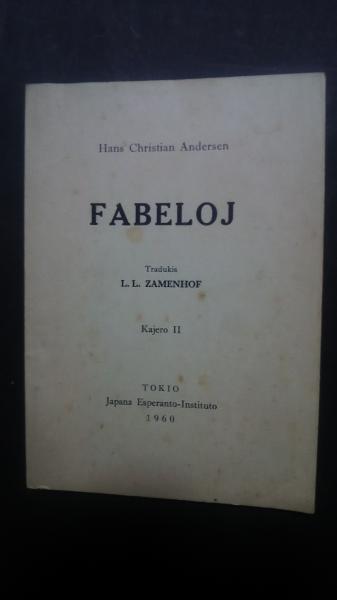 Hans Christian Andersen
FABELOJ
Tradukis
L. L. ZAMENHOF
Kajero II
TOKIO
Japana Esperanto-Instituto
1960